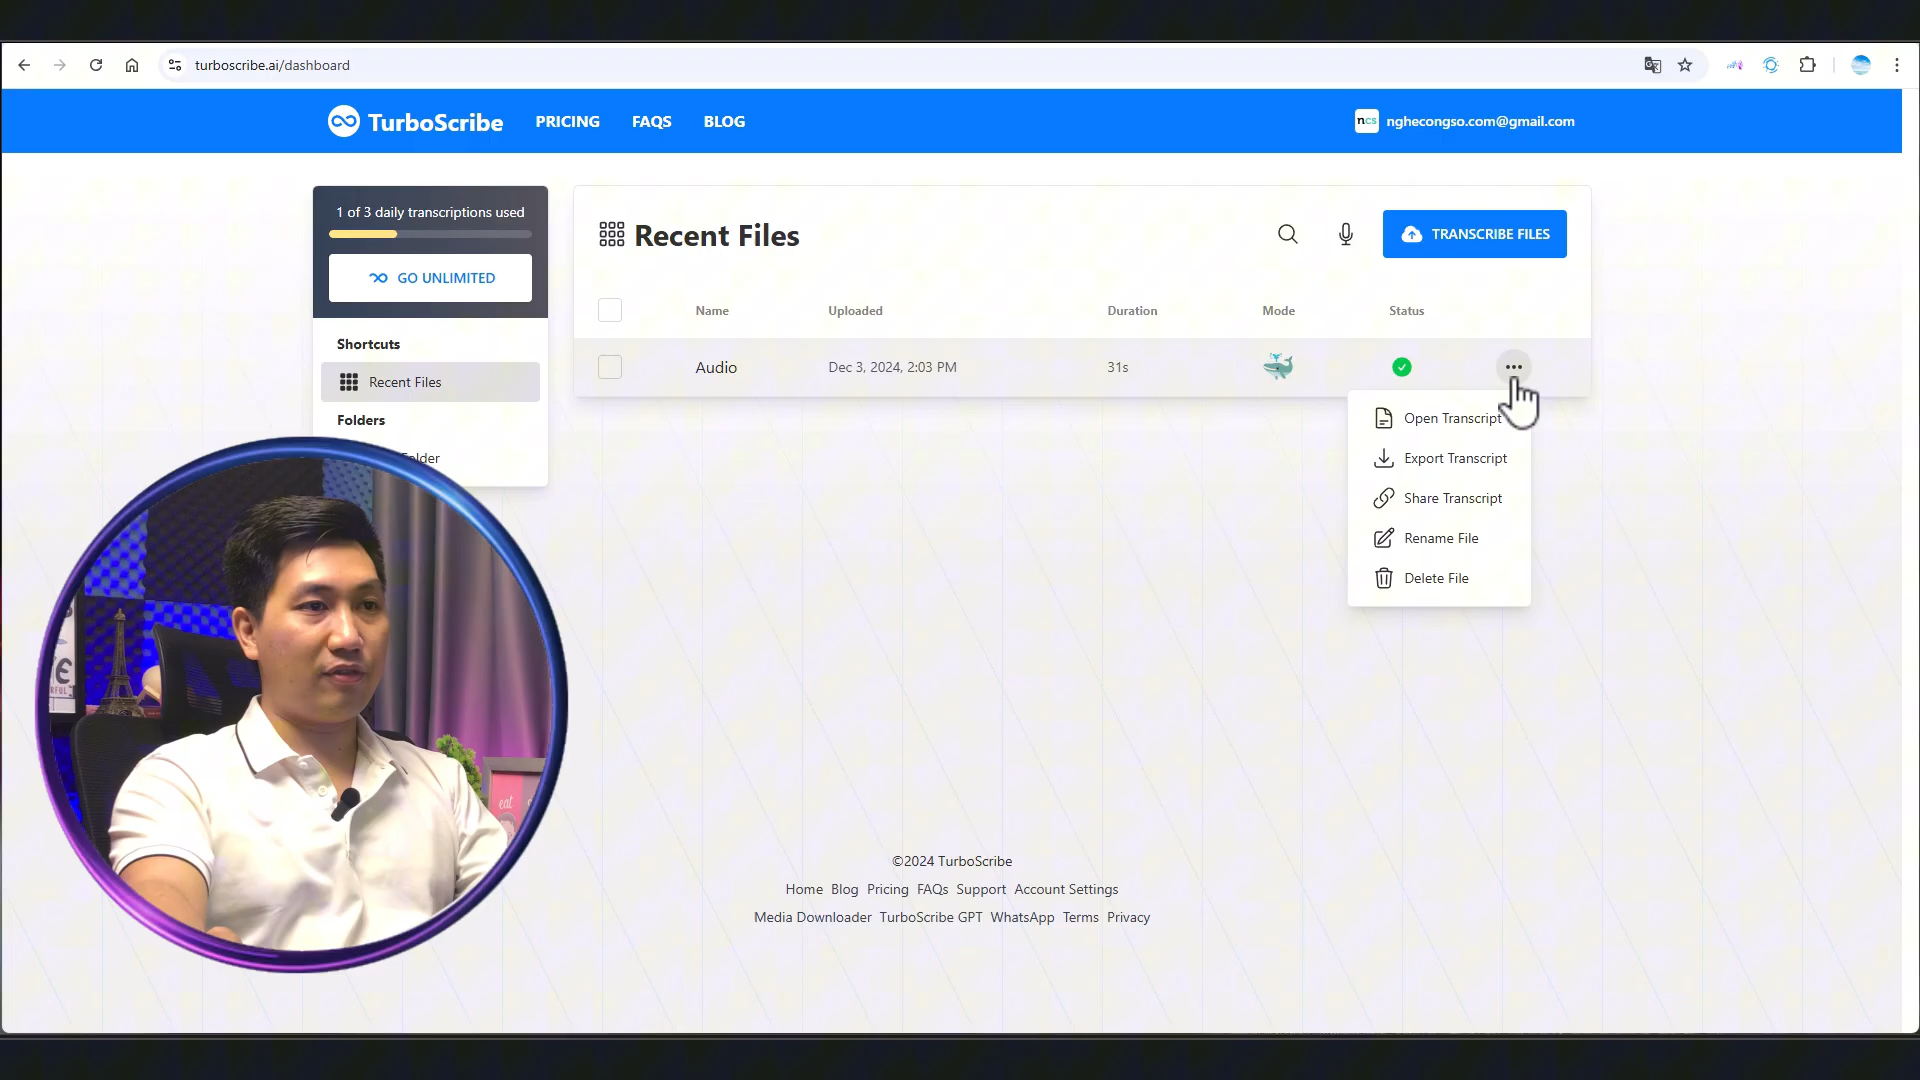 turboscribe.ai/dashboard
TurboScribe PRICING FAQS BLOG
ncs nghecongso.com@gmail.com
1 of 3 daily transcriptions used
GO UNLIMITED
Shortcuts
Recent Files
Folders
Recent Files
TRANSCRIBE FILES
Name Uploaded Duration Mode Status
Audio Dec 3, 2024, 2:03 PM 31s
Open Transcript
Export Transcript
Share Transcript
Rename File
Delete File
eat
©2024 TurboScribe
Home Blog Pricing FAQs Support Account Settings
Media Downloader TurboScribe GPT WhatsApp Terms Privacy